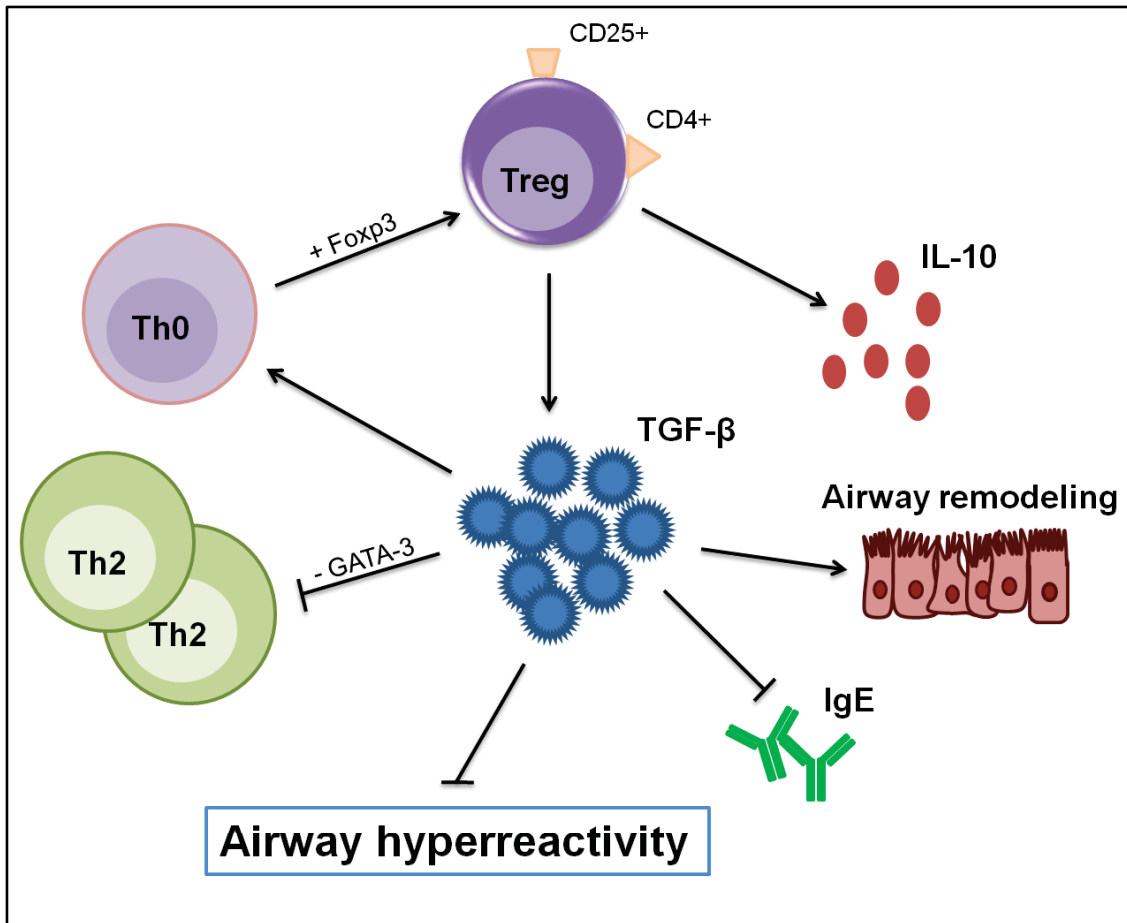 CD25+
CD4+
Treg
+ Foxp3
IL-10
Th0
TGF-β
Airway remodeling
Th2
- GATA-3
Th2
IgE
Airway hyperreactivity